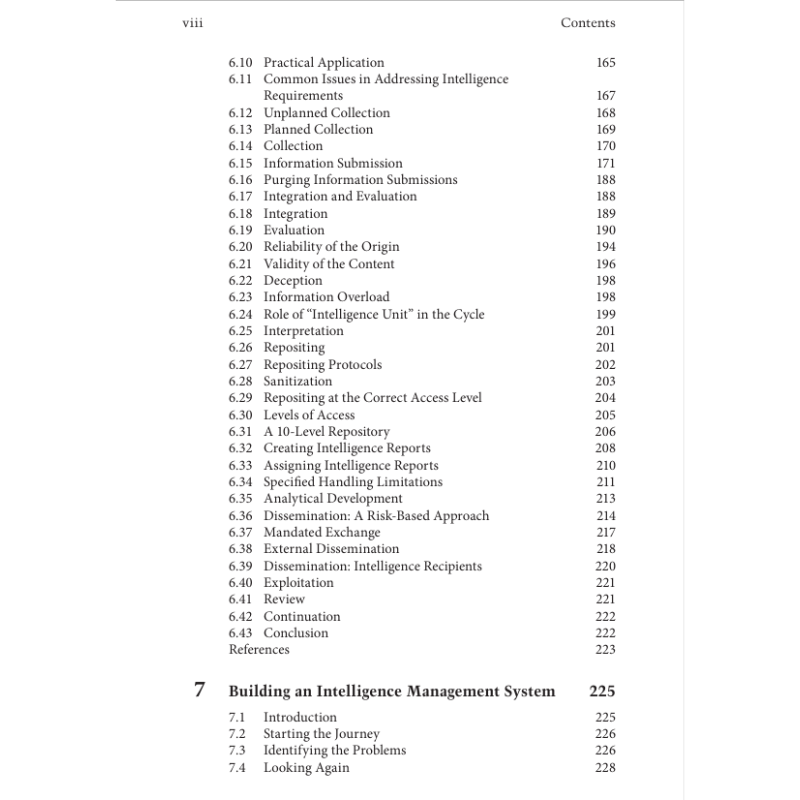 viii Contents
6.10 Practical Application 165
6.11 Common Issues in Addressing Intelligence
Requirements 167
6.12 Unplanned Collection 168
6.13 Planned Collection 169
6.14 Collection 170
6.15 Information Submission 171
6.16 Purging Information Submissions 188
6.17 Integration and Evaluation 188
6.18 Integration 189
6.19 Evaluation 190
6.20 Reliability of the Origin 194
6.21 Validity of the Content 196
6.22 Deception 198
6.23 Information Overload 198
6.24 Role of “Intelligence Unit” in the Cycle 199
6.25 Interpretation 201
6.26 Repositing 201
6.27 Repositing Protocols 202
6.28 Sanitization 203
6.29 Repositing at the Correct Access Level 204
6.30 Levels of Access 205
6.31 A 10-Level Repository 206
6.32 Creating Intelligence Reports 208
6.33 Assigning Intelligence Reports 210
6.34 Specified Handling Limitations 211
6.35 Analytical Development 213
6.36 Dissemination: A Risk-Based Approach 214
6.37 Mandated Exchange 217
6.38 External Dissemination 218
6.39 Dissemination: Intelligence Recipients 220
6.40 Exploitation 221
6.41 Review 221
6.42 Continuation 222
6.43 Conclusion 222
References 223
7 Building an Intelligence Management System 225
7.1 Introduction 225
7.2 Starting the Journey 226
7.3 Identifying the Problems 226
7.4 Looking Again 228